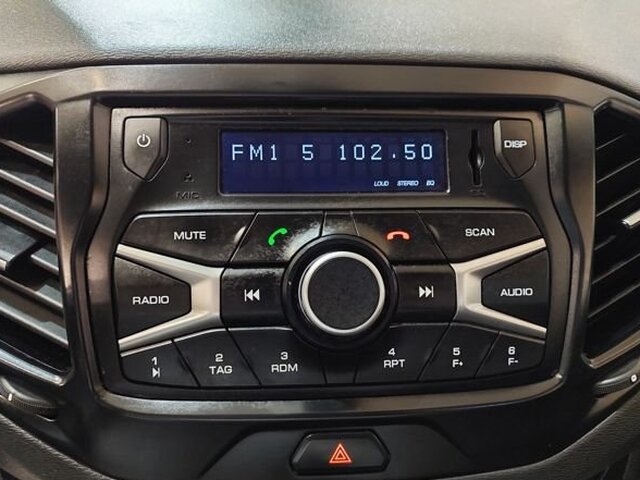 FM1 5 102.50
LOUD STEREO EQ
DISP
MIC
MUTE
SCAN
RADIO
AUDIO
1
2 TAG
3 RDM
4 RPT
5 F+
6 F-